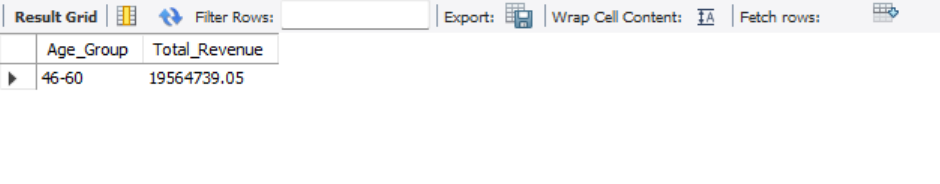 Result Grid Filter Rows: Export: Wrap Cell Content: Fetch rows:
Age_Group Total_Revenue
46-60 19564739.05